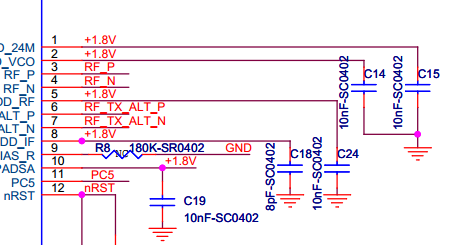 D_24M 1 +1.8V
D_VCO 2 +1.8V
RF_P 3 RF_P
RF_N 4 RF_N
DD_RF 5 +1.8V
ALT_P 6 RF_TX_ALT_P
ALT_N 7 RF_TX_ALT_N
DD_IF 8 +1.8V
IAS_R 9 R8 180K-SR0402 GND
PADSA 10 +1.8V
PC5 11 PC5
nRST 12 nRST
C14
10nF-SC0402
C15
10nF-SC0402
C18
8pF-SC0402
C24
10nF-SC0402
C19
10nF-SC0402